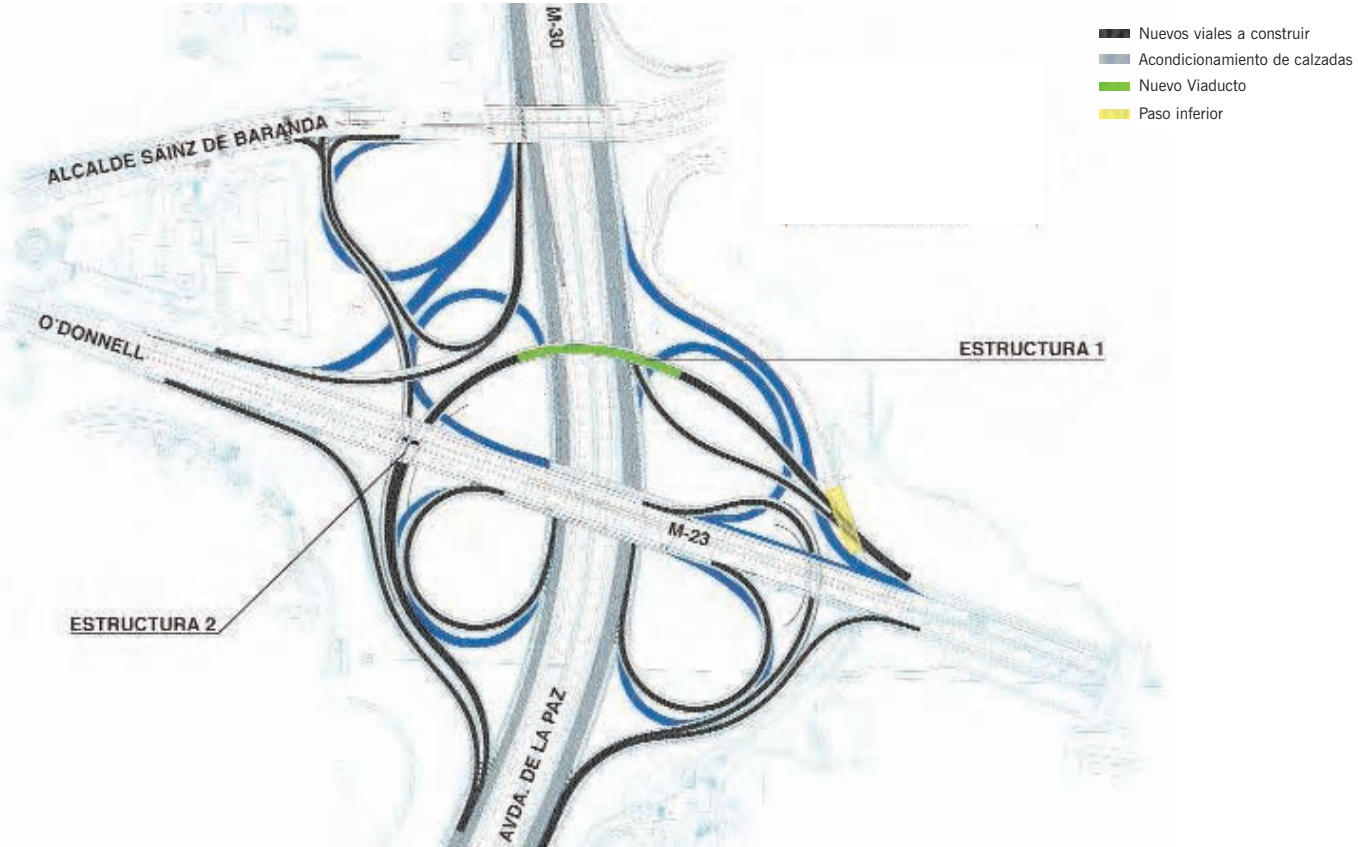 M-30
Nuevos viales a construir
Acondicionamiento de calzadas
Nuevo Viaducto
Paso inferior
ALCALDE SAINZ DE BARANDA
O'DONNELL
ESTRUCTURA 1
M-23
ESTRUCTURA 2
AVDA. DE LA PAZ